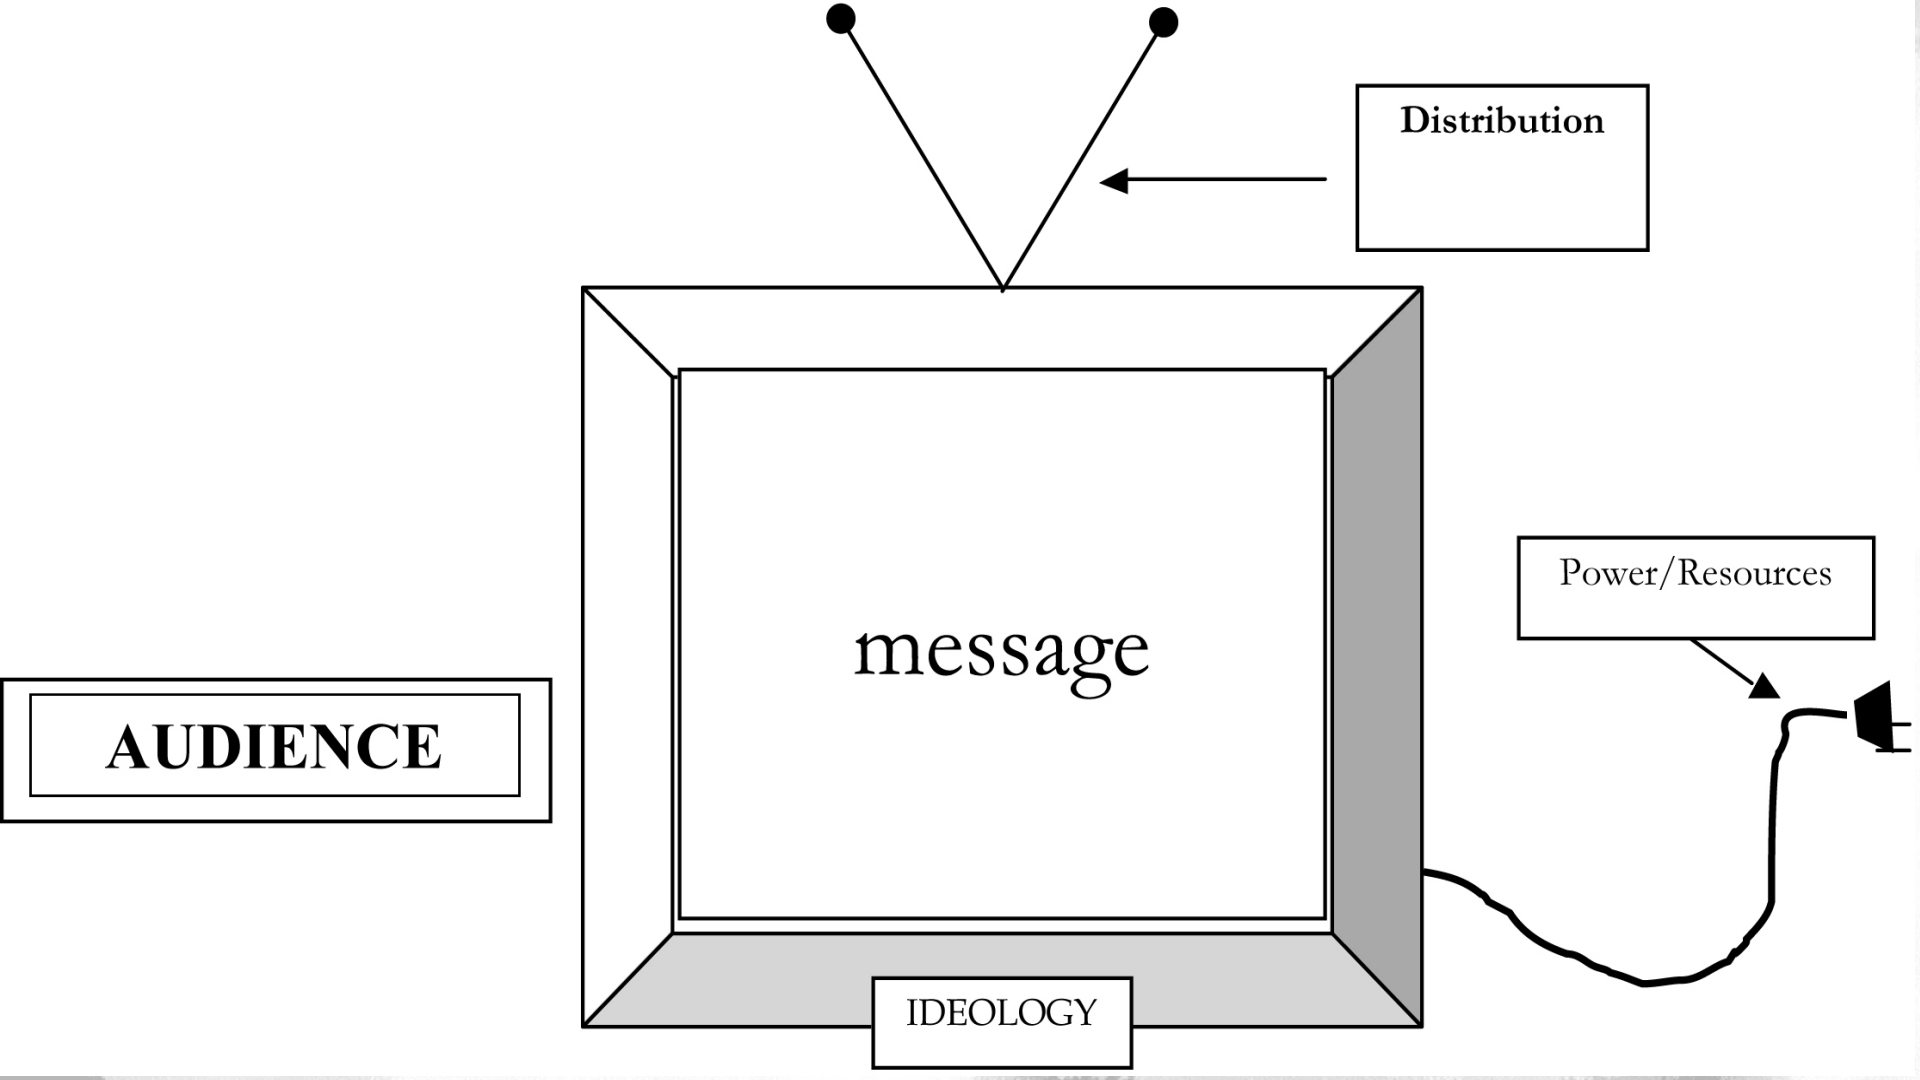 Distribution
Power/Resources
message
AUDIENCE
IDEOLOGY